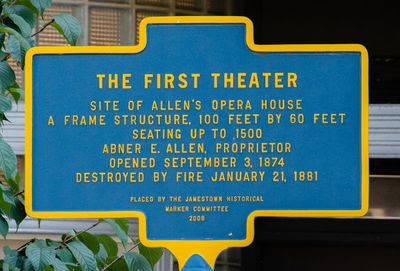 THE FIRST THEATER
SITE OF ALLEN'S OPERA HOUSE
A FRAME STRUCTURE, 100 FEET BY 60 FEET
SEATING UP TO 1500
ABNER E. ALLEN, PROPRIETOR
OPENED SEPTEMBER 3, 1874
DESTROYED BY FIRE JANUARY 21, 1881
PLACED BY THE JAMESTOWN HISTORICAL
MARKER COMMITTEE
2008